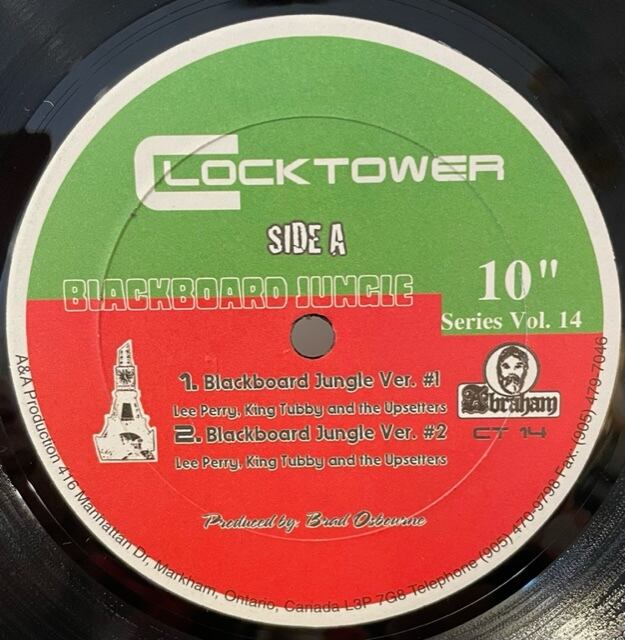 CLOCKTOWER
SIDE A
BLACKBOARD JUNGLE
10"
Series Vol. 14
1. Blackboard Jungle Ver. #1
Lee Perry, King Tubby and the Upsetters
2. Blackboard Jungle Ver. #2
Lee Perry, King Tubby and the Upsetters
Abraham
CT 14
Produced by: Brad Osbourne
A&A Production 416 Manhattan Dr, Markham, Ontario, Canada L3P 7G8 Telephone (905) 470-9798 Fax: (905) 479-7046